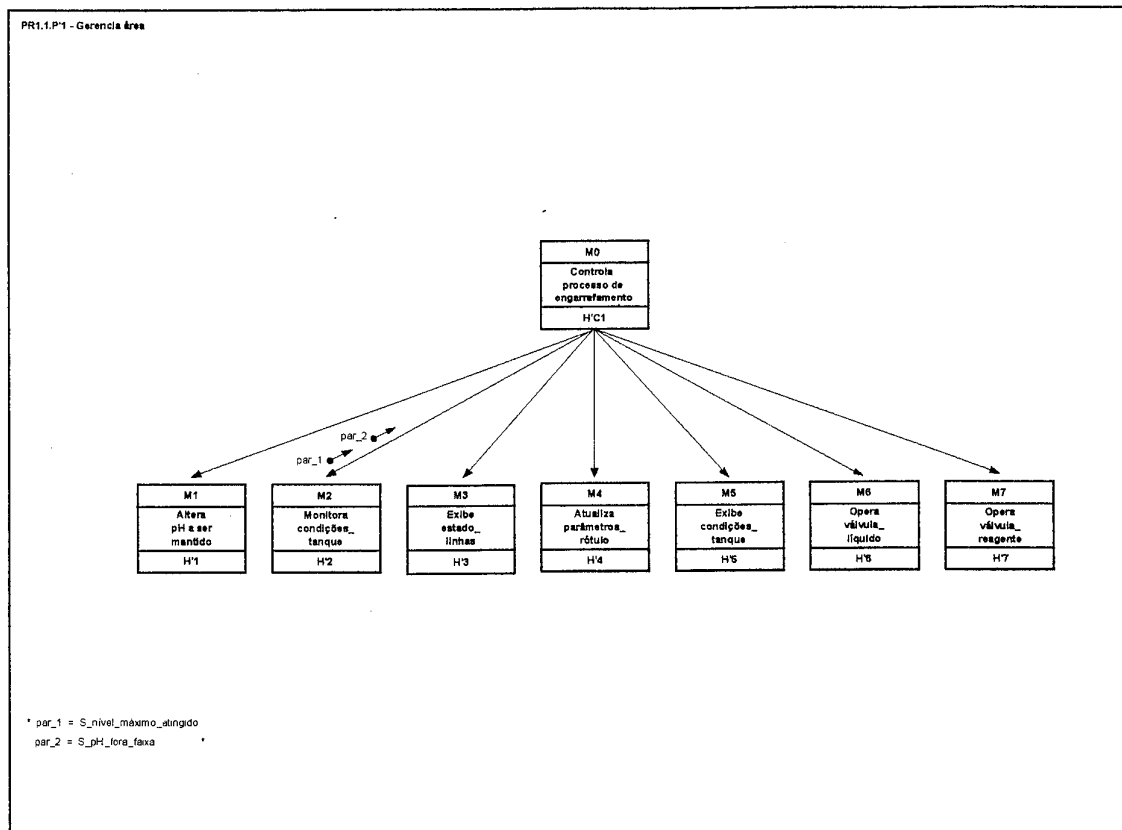 PR1.1.P'1 - Gerencia área
M0
Controla
processo de
engarrafamento
H'C1
par_2
par_1
M1
Altera
pH a ser
mantido
H'1
M2
Monitora
condições_
tanque
H'2
M3
Exibe
estado_
linhas
H'3
M4
Atualiza
parâmetros_
rótulo
H'4
M5
Exibe
condições_
tanque
H'5
M6
Opera
válvula_
líquido
H'6
M7
Opera
válvula_
reagente
H'7
* par_1 = S_nível_máximo_atingido
par_2 = S_pH_fora_faixa *